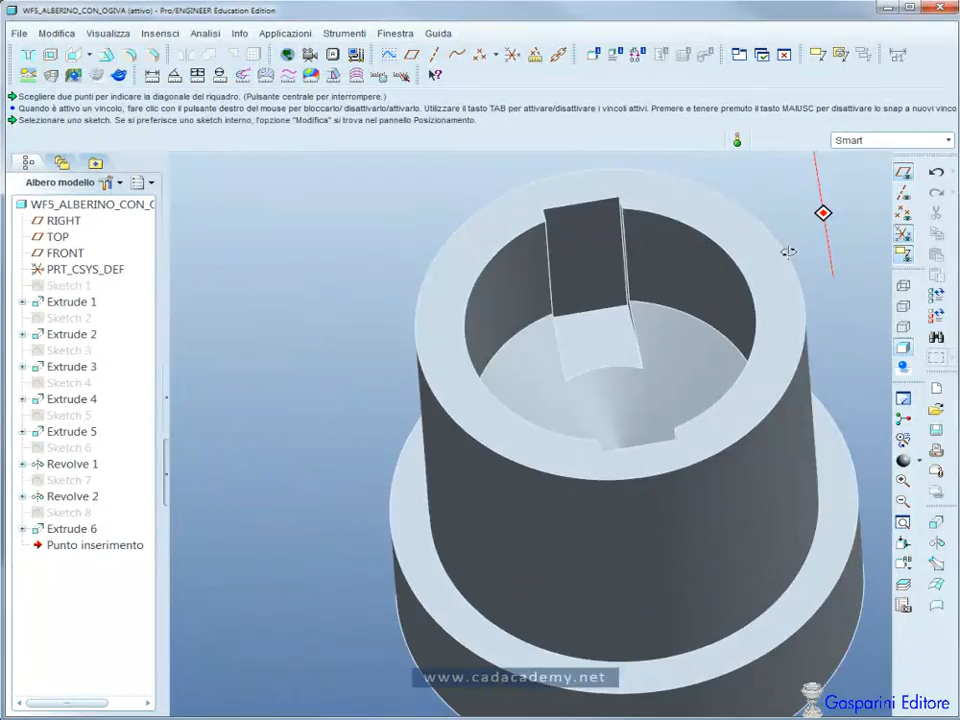 WF5_ALBERINO_CON_OGIVA (attivo) - Pro/ENGINEER Education Edition
File Modifica Visualizza Inserisci Analisi Info Applicazioni Strumenti Finestra Guida
Scegliere due punti per indicare la diagonale del riquadro. (Pulsante centrale per interrompere.)
Quando è attivo un vincolo, fare clic con il pulsante destro del mouse per bloccarlo/ disattivarlo/attivarlo. Utilizzare il tasto TAB per attivare/disattivare i vincoli attivi. Premere e tenere premuto il tasto MAIUSC per disattivare lo snap a nuovi vinco
Selezionare uno sketch. Se si preferisce uno sketch interno, l'opzione "Modifica" si trova nel pannello Posizionamento.
Smart
Albero modello
WF5_ALBERINO_CON_O
RIGHT
TOP
FRONT
PRT_CSYS_DEF
Sketch 1
Extrude 1
Sketch 2
Extrude 2
Sketch 3
Extrude 3
Sketch 4
Extrude 4
Sketch 5
Extrude 5
Sketch 6
Revolve 1
Sketch 7
Revolve 2
Sketch 8
Extrude 6
Punto inserimento
www.cadacademy.net
Gasparini Editore